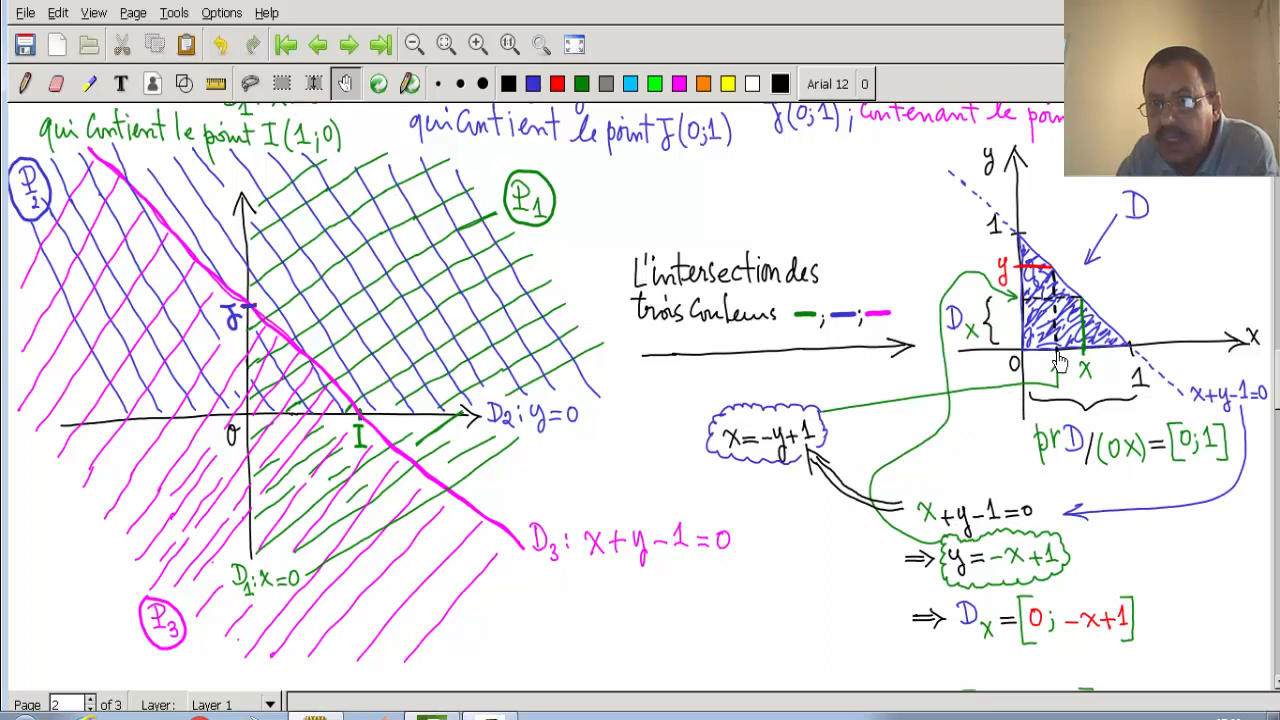 File Edit View Page Tools Options Help
Arial 12 0
qui contient le point I(1;0)
qui contient le point J(0;1)
J(0;1); contenant le point
P2
P1
y
1
D
y
L'intersection des
trois couleurs — ; — ; —
Dx {
x
J
0
x
x
1
x+y-1=0
0
I
D2: y=0
x=-y+1
prD/(0x)=[0;1]
x+y-1=0
D3: x+y-1=0
⇒ y=-x+1
D1: x=0
P3
⇒ Dx=[0; -x+1]
Page 2 of 3 Layer: Layer 1